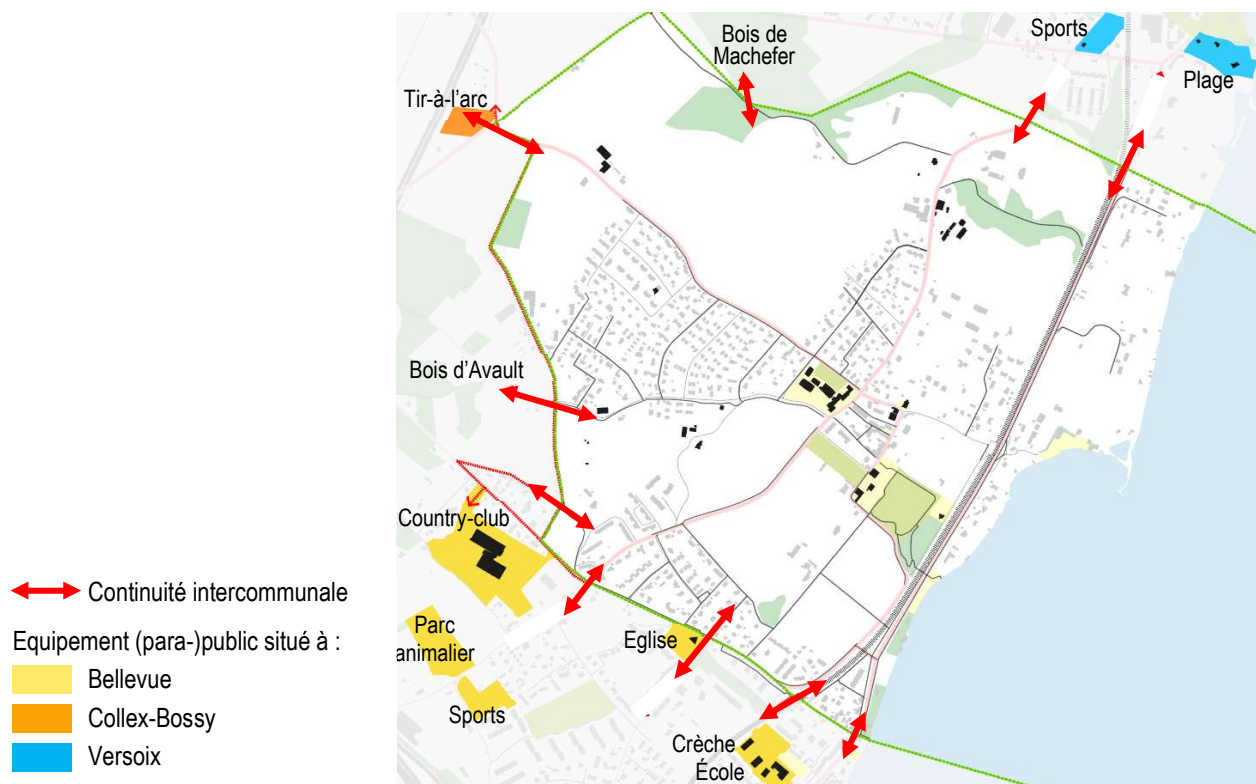 Sports
Bois de
Machefer
Plage
Tir-à-l'arc
Bois d'Avault
Country-club
Continuité intercommunale
Equipement (para-)public situé à :
Parc
animalier
Eglise
Bellevue
Sports
Collex-Bossy
Crèche
École
Versoix